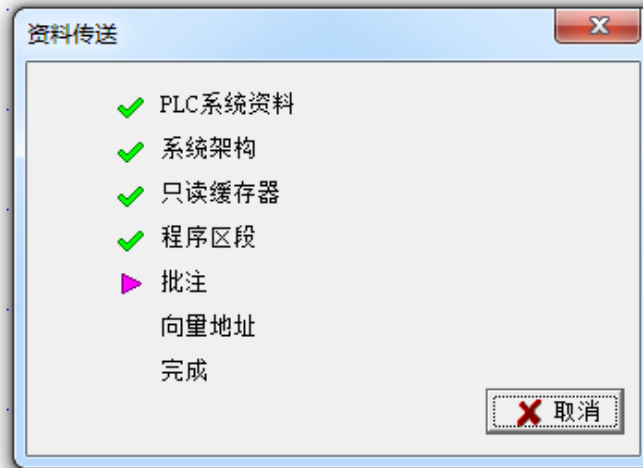 资料传送
PLC系统资料
系统架构
只读缓存器
程序区段
批注
向量地址
完成
取消